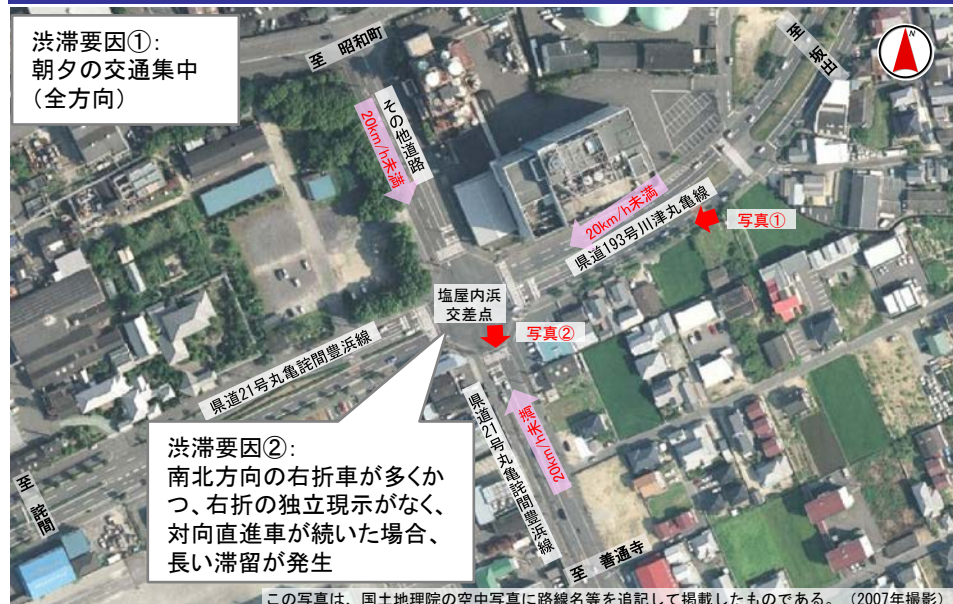 渋滞要因①:
朝夕の交通集中
(全方向)
至 昭和町
至 坂出
その他道路
20km/h未満
20km/h未満
県道193号川津丸亀線
写真①
塩屋内浜
交差点
写真②
県道21号丸亀詫間豊浜線
県道21号丸亀詫間豊浜線
20km/h未満
渋滞要因②:
南北方向の右折車が多くか
つ、右折の独立現示がなく、
対向直進車が続いた場合、
長い滞留が発生
至 詫間
至 善通寺
この写真は、国土地理院の空中写真に路線名等を追記して掲載したものである。 (2007年撮影)